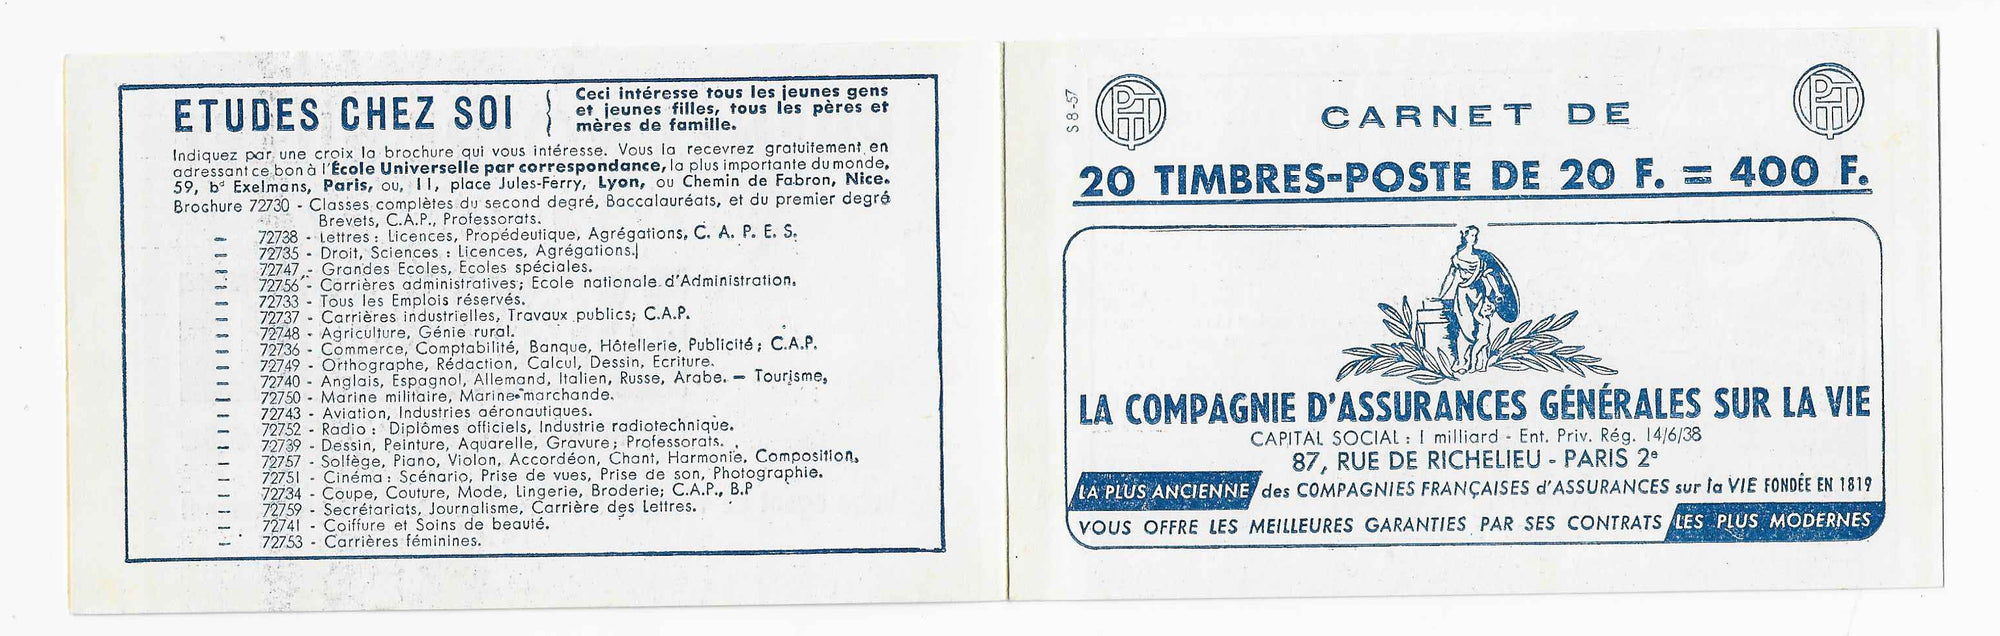 ETUDES CHEZ SOI
Ceci intéresse tous les jeunes gens
et jeunes filles, tous les pères et
mères de famille.
Indiquez par une croix la brochure qui vous intéresse. Vous la recevrez gratuitement en
adressant ce bon à l'École Universelle par correspondance, la plus importante du monde,
59, bd Exelmans, Paris, ou, 11, place Jules-Ferry, Lyon, ou Chemin de Fabron, Nice.
Brochure 72730 - Classes complètes du second degré, Baccalauréats, et du premier degré
Brevets, C.A.P., Professorats.
— 72738 - Lettres : Licences, Propédeutique, Agrégations, C. A. P. E. S.
— 72735 - Droit, Sciences : Licences, Agrégations.
— 72747 - Grandes Ecoles, Ecoles spéciales.
— 72756 - Carrières administratives; Ecole nationale d'Administration.
— 72733 - Tous les Emplois réservés.
— 72737 - Carrières industrielles, Travaux publics; C.A.P.
— 72748 - Agriculture, Génie rural.
— 72736 - Commerce, Comptabilité, Banque, Hôtellerie, Publicité; C.A.P.
— 72749 - Orthographe, Rédaction, Calcul, Dessin, Ecriture.
— 72740 - Anglais, Espagnol, Allemand, Italien, Russe, Arabe. — Tourisme,
— 72750 - Marine militaire, Marine marchande.
— 72743 - Aviation, Industries aéronautiques.
— 72752 - Radio : Diplômes officiels, Industrie radiotechnique.
— 72739 - Dessin, Peinture, Aquarelle, Gravure; Professorats.
— 72757 - Solfège, Piano, Violon, Accordéon, Chant, Harmonie, Composition,
— 72751 - Cinéma : Scénario, Prise de vues, Prise de son, Photographie.
— 72734 - Coupe, Couture, Mode, Lingerie, Broderie; C.A.P., B.P
— 72759 - Secrétariats, Journalisme, Carrière des Lettres.
— 72741 - Coiffure et Soins de beauté.
— 72753 - Carrières féminines.
S 8-57
PTT
CARNET DE
PTT
20 TIMBRES-POSTE DE 20 F. = 400 F.
LA COMPAGNIE D'ASSURANCES GÉNÉRALES SUR LA VIE
CAPITAL SOCIAL : 1 milliard - Ent. Priv. Rég. 14/6/38
87, RUE DE RICHELIEU - PARIS 2e
LA PLUS ANCIENNE des COMPAGNIES FRANÇAISES d'ASSURANCES sur la VIE FONDÉE EN 1819
VOUS OFFRE LES MEILLEURES GARANTIES PAR SES CONTRATS LES PLUS MODERNES